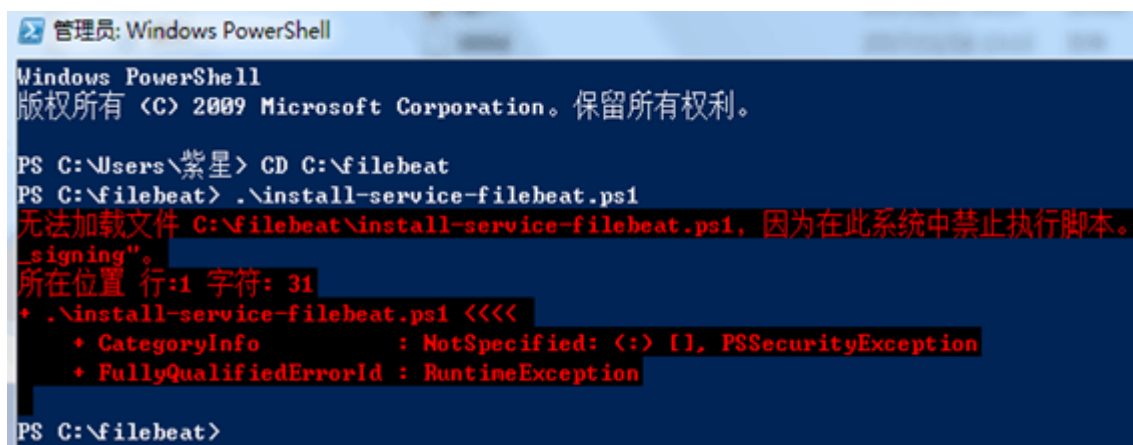 管理员: Windows PowerShell
Windows PowerShell
版权所有 (C) 2009 Microsoft Corporation。保留所有权利。
PS C:\Users\紫星> CD C:\filebeat
PS C:\filebeat> .\install-service-filebeat.ps1
无法加载文件 C:\filebeat\install-service-filebeat.ps1，因为在此系统中禁止执行脚本。
_signing"。
所在位置 行:1 字符: 31
+ .\install-service-filebeat.ps1 <<<<
+ CategoryInfo : NotSpecified: (:) [], PSSecurityException
+ FullyQualifiedErrorId : RuntimeException
PS C:\filebeat>